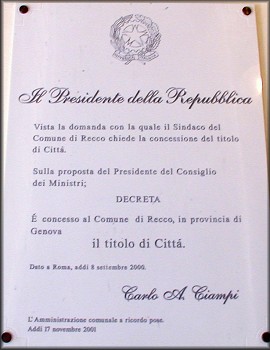 Il Presidente della Repubblica
Vista la domanda con la quale il Sindaco del
Comune di Recco chiede la concessione del titolo
di Cittá.
Sulla proposta del Presidente del Consiglio
dei Ministri;
DECRETA
É concesso al Comune di Recco, in provincia di
Genova
il titolo di Cittá.
Dato a Roma, addì 8 settembre 2000.
Carlo A. Ciampi
L'Amministrazione comunale a ricordo pose.
Addì 17 novembre 2001